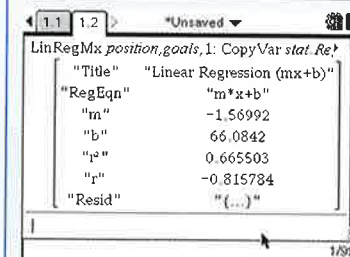 1.1 1.2 *Unsaved
LinRegMx position,goals,1: CopyVar stat.Re
"Title" "Linear Regression (mx+b)"
"RegEqn" "m*x+b"
"m" -1.56992
"b" 66.0842
"r²" 0.665503
"r" -0.815784
"Resid" "{...}"